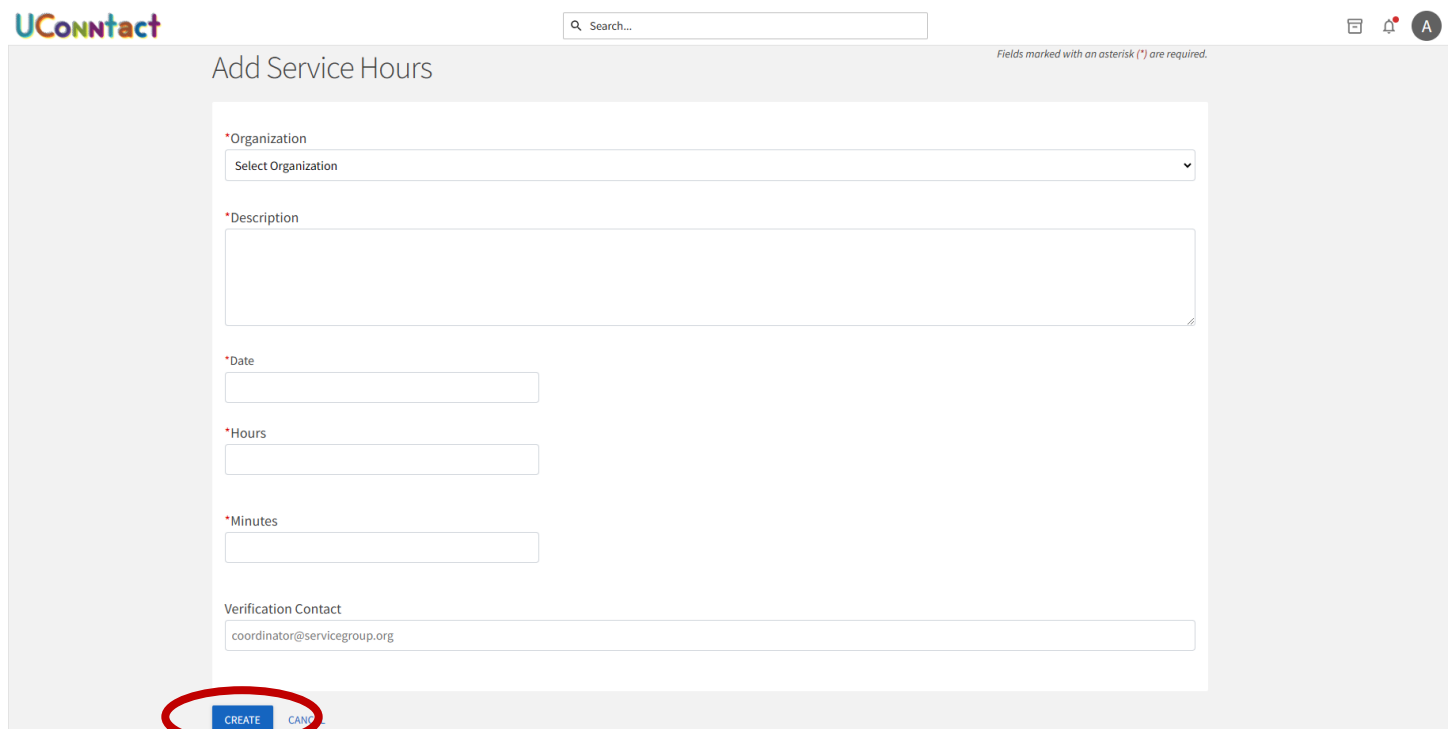 UConntact
Search...
A
Fields marked with an asterisk (*) are required.
Add Service Hours
*Organization
Select Organization
*Description
*Date
*Hours
*Minutes
Verification Contact
coordinator@servicegroup.org
CREATE CANCEL